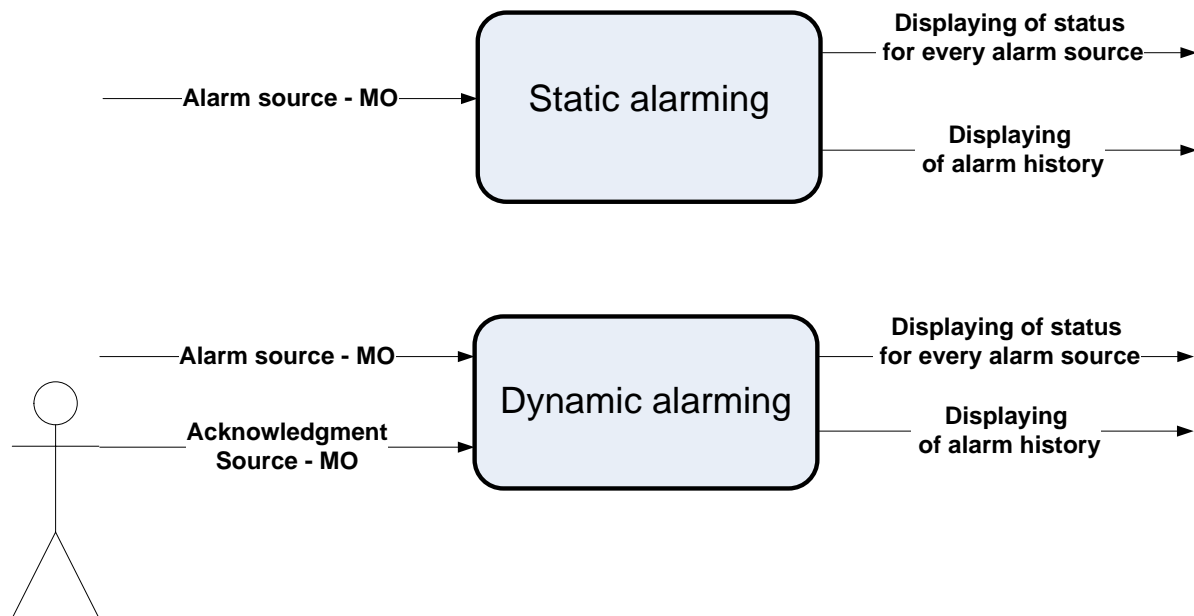 Alarm source - MO
Static alarming
Displaying of status
for every alarm source
Displaying
of alarm history
Alarm source - MO
Acknowledgment
Source - MO
Dynamic alarming
Displaying of status
for every alarm source
Displaying
of alarm history